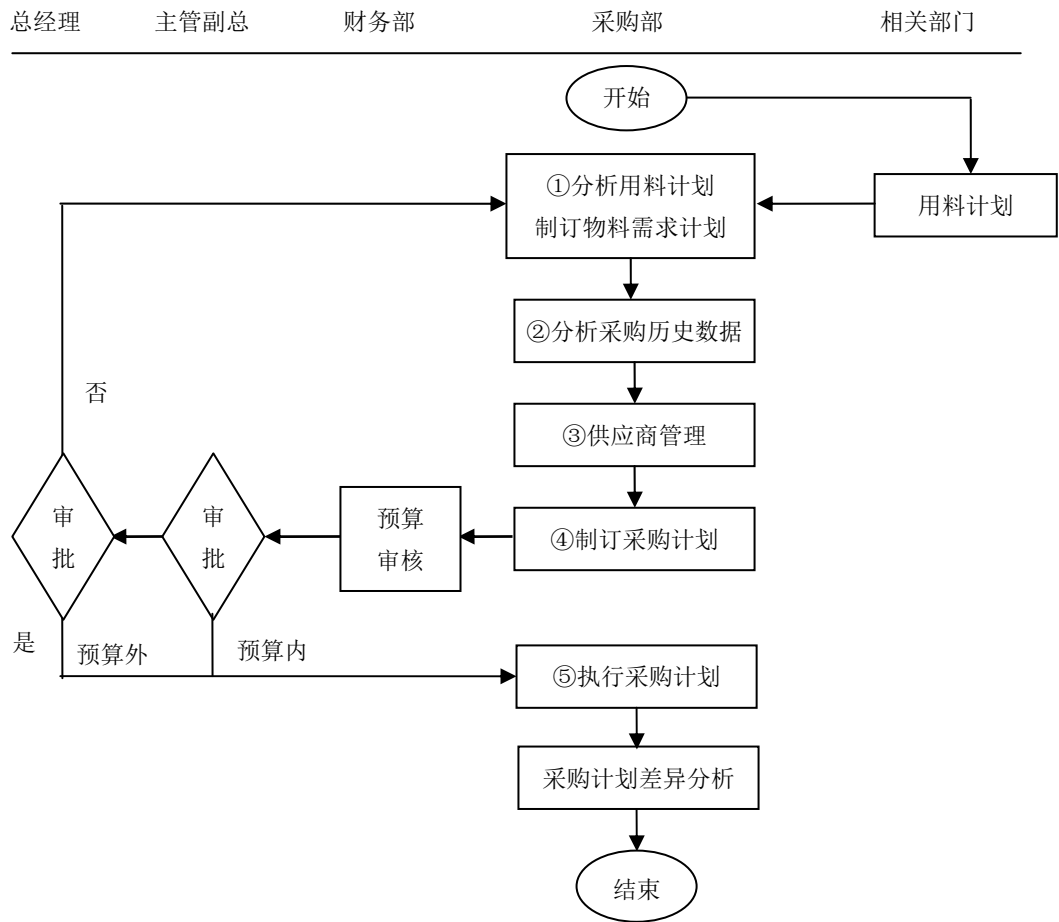 总经理 主管副总 财务部 采购部 相关部门
开始
①分析用料计划
制订物料需求计划
用料计划
②分析采购历史数据
否
③供应商管理
审
批
审
批
预算
审核
④制订采购计划
是
预算外
预算内
⑤执行采购计划
采购计划差异分析
结束